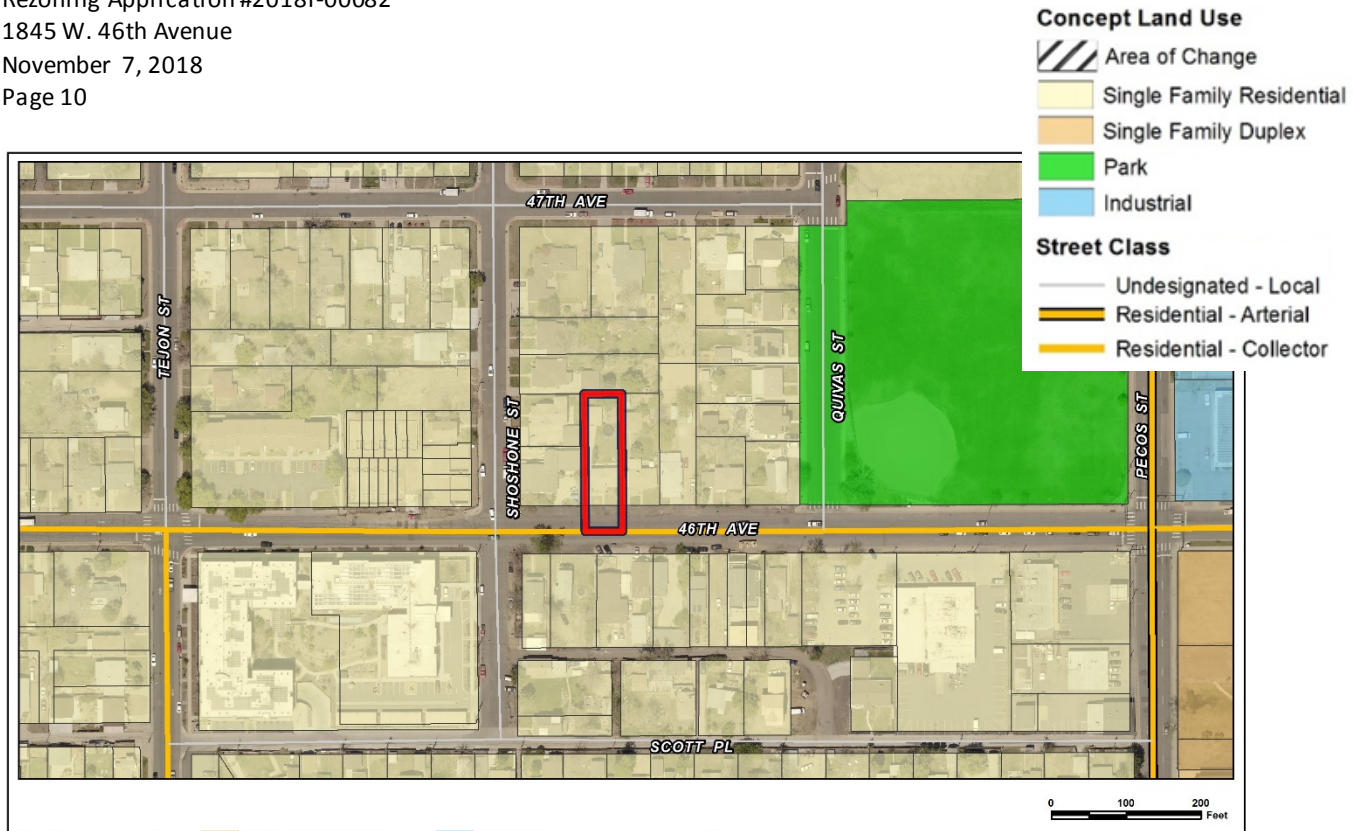 Rezoning Application #2018I-00082
1845 W. 46th Avenue
November 7, 2018
Page 10
Concept Land Use
Area of Change
Single Family Residential
Single Family Duplex
Park
Industrial
Street Class
Undesignated - Local
Residential - Arterial
Residential - Collector
47TH AVE
TEJON ST
SHOSHONE ST
QUIVAS ST
PECOS ST
46TH AVE
SCOTT PL
0 100 200
Feet